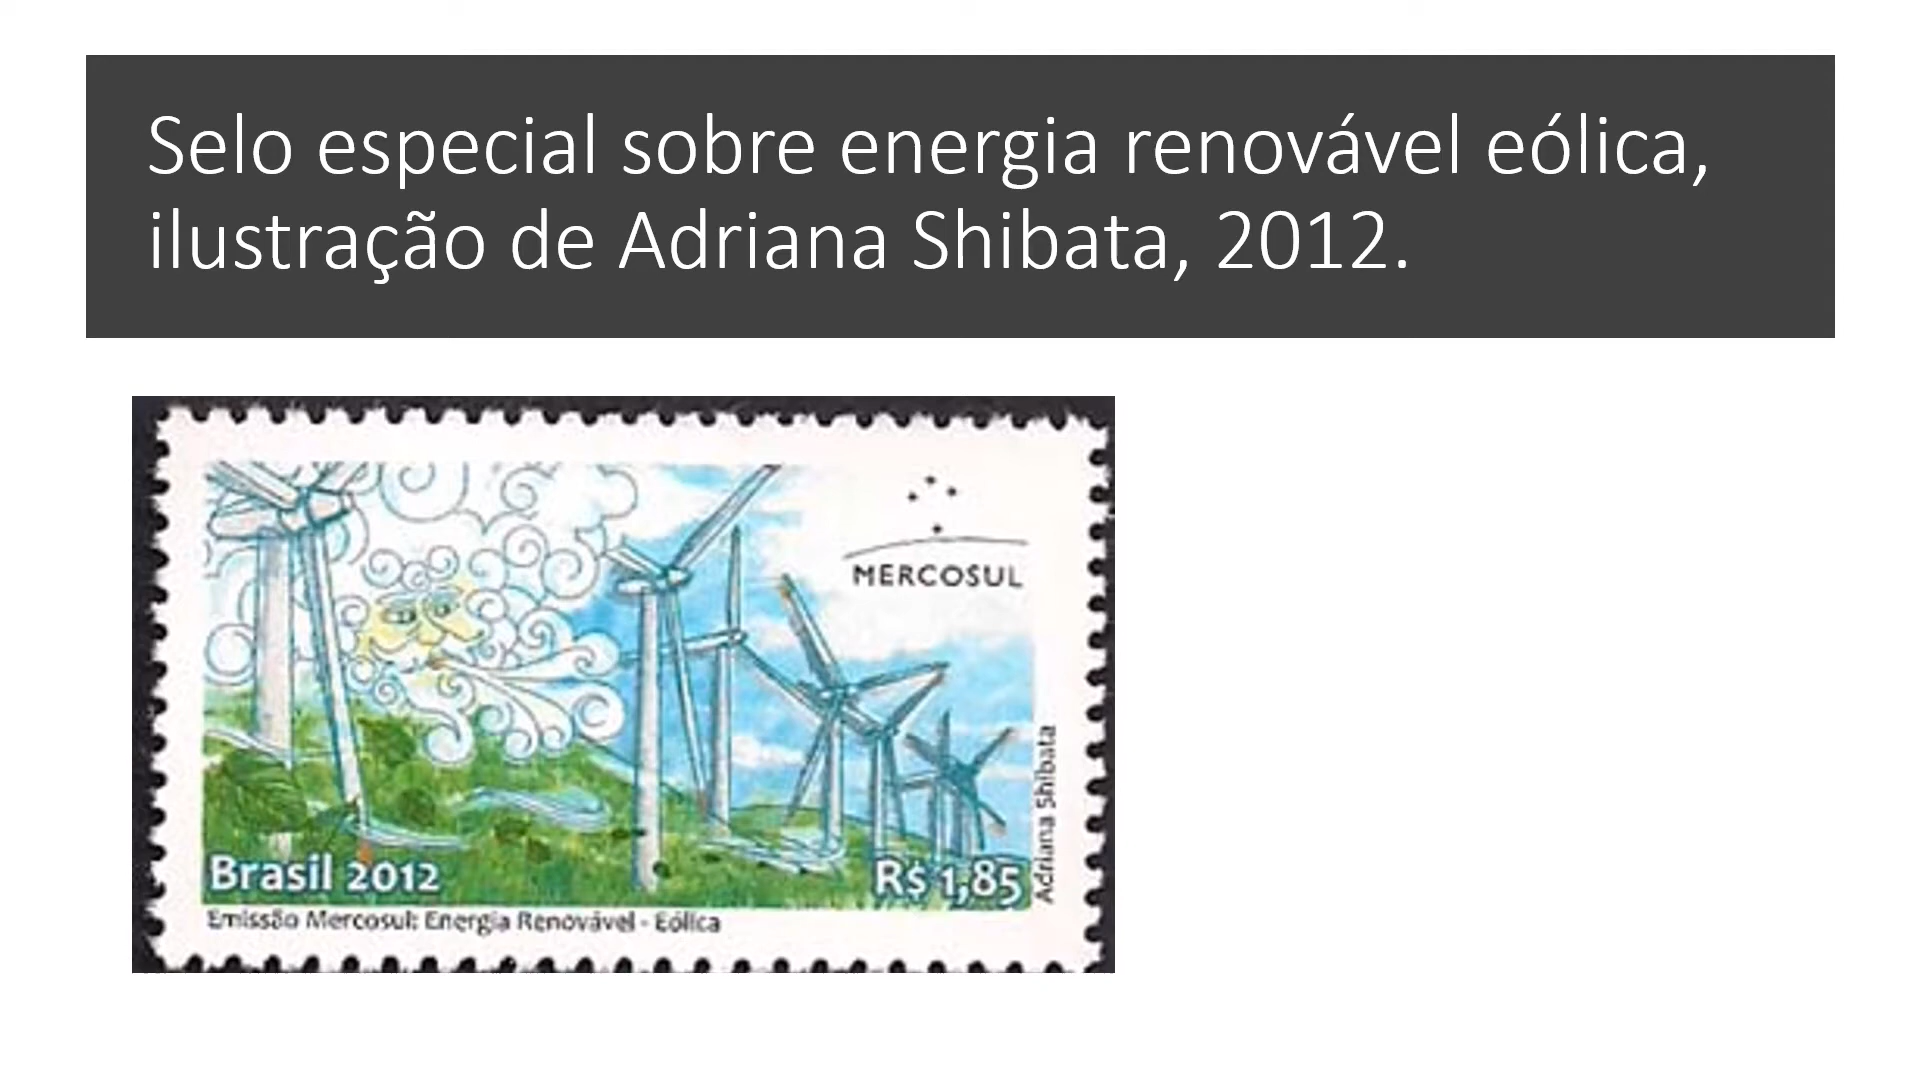 Selo especial sobre energia renovável eólica,
ilustração de Adriana Shibata, 2012.
MERCOSUL
Adriana Shibata
Brasil 2012
R$ 1,85
Emissão Mercosul: Energia Renovável - Eólica